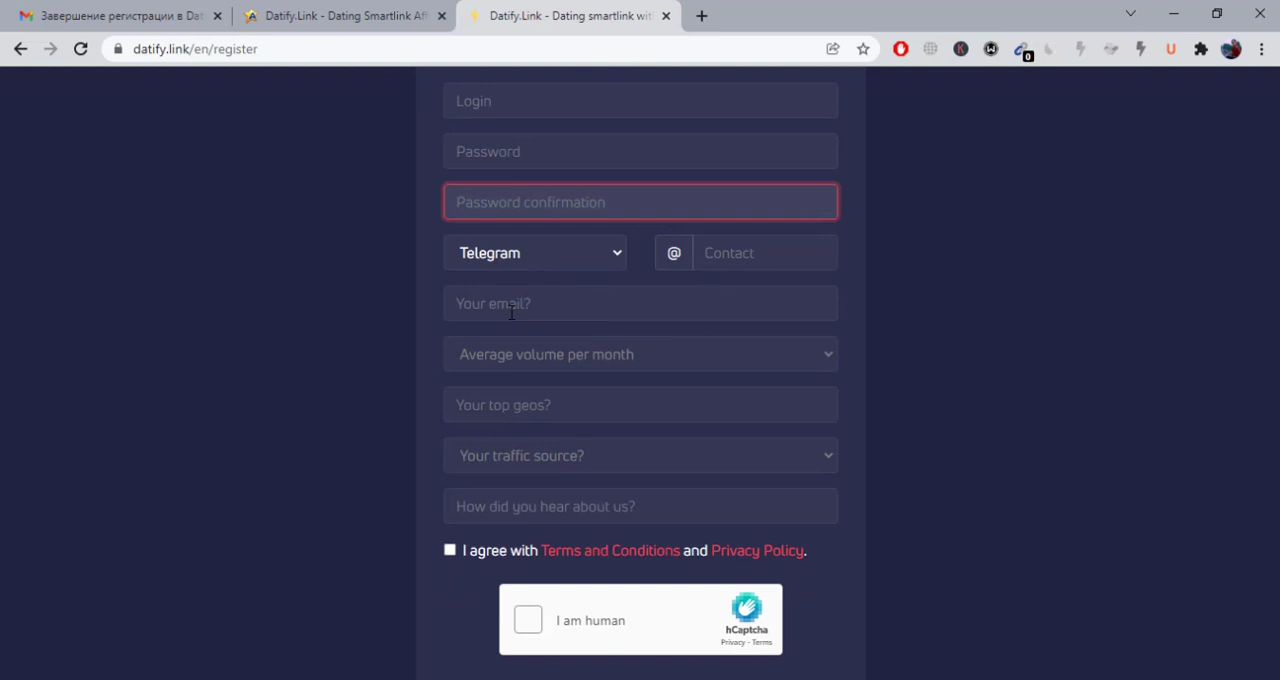 Завершение регистрации в Dat
Datify.Link - Dating Smartlink Aff
Datify.Link - Dating smartlink wit
datify.link/en/register
0
Login
Password
Password confirmation
Telegram
@
Contact
Your email?
Average volume per month
Your top geos?
Your traffic source?
How did you hear about us?
I agree with Terms and Conditions and Privacy Policy.
I am human
hCaptcha
Privacy - Terms